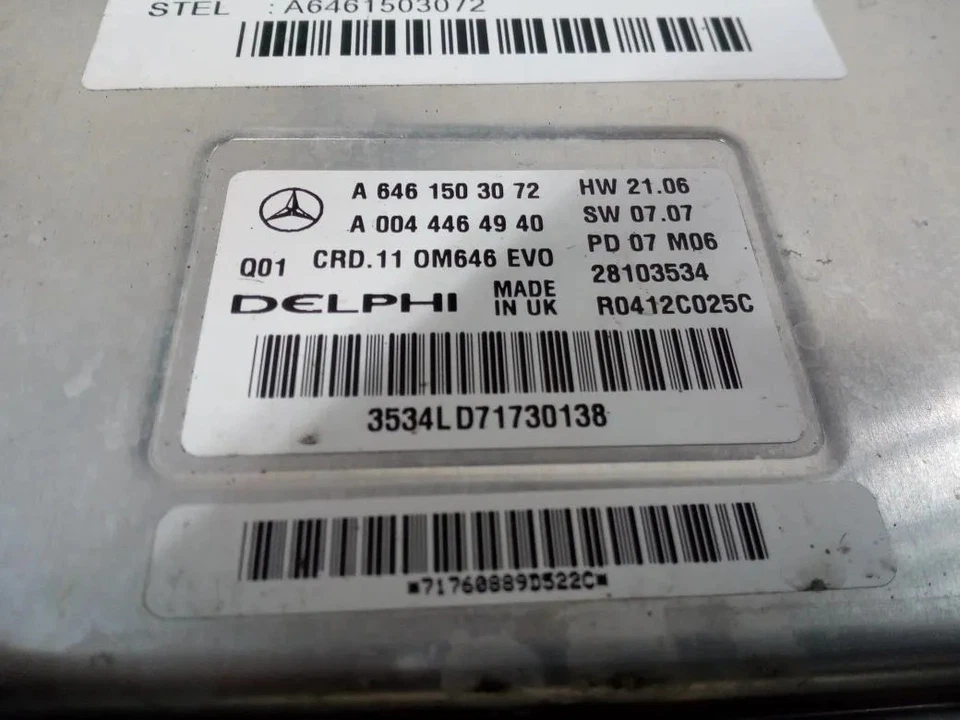 STEL : A6461503072
A 646 150 30 72
A 004 446 49 40
Q01 CRD.11 OM646 EVO
DELPHI MADE IN UK
HW 21.06
SW 07.07
PD 07 M06
28103534
R0412C025C
3534LD71730138
*71760889D522C*